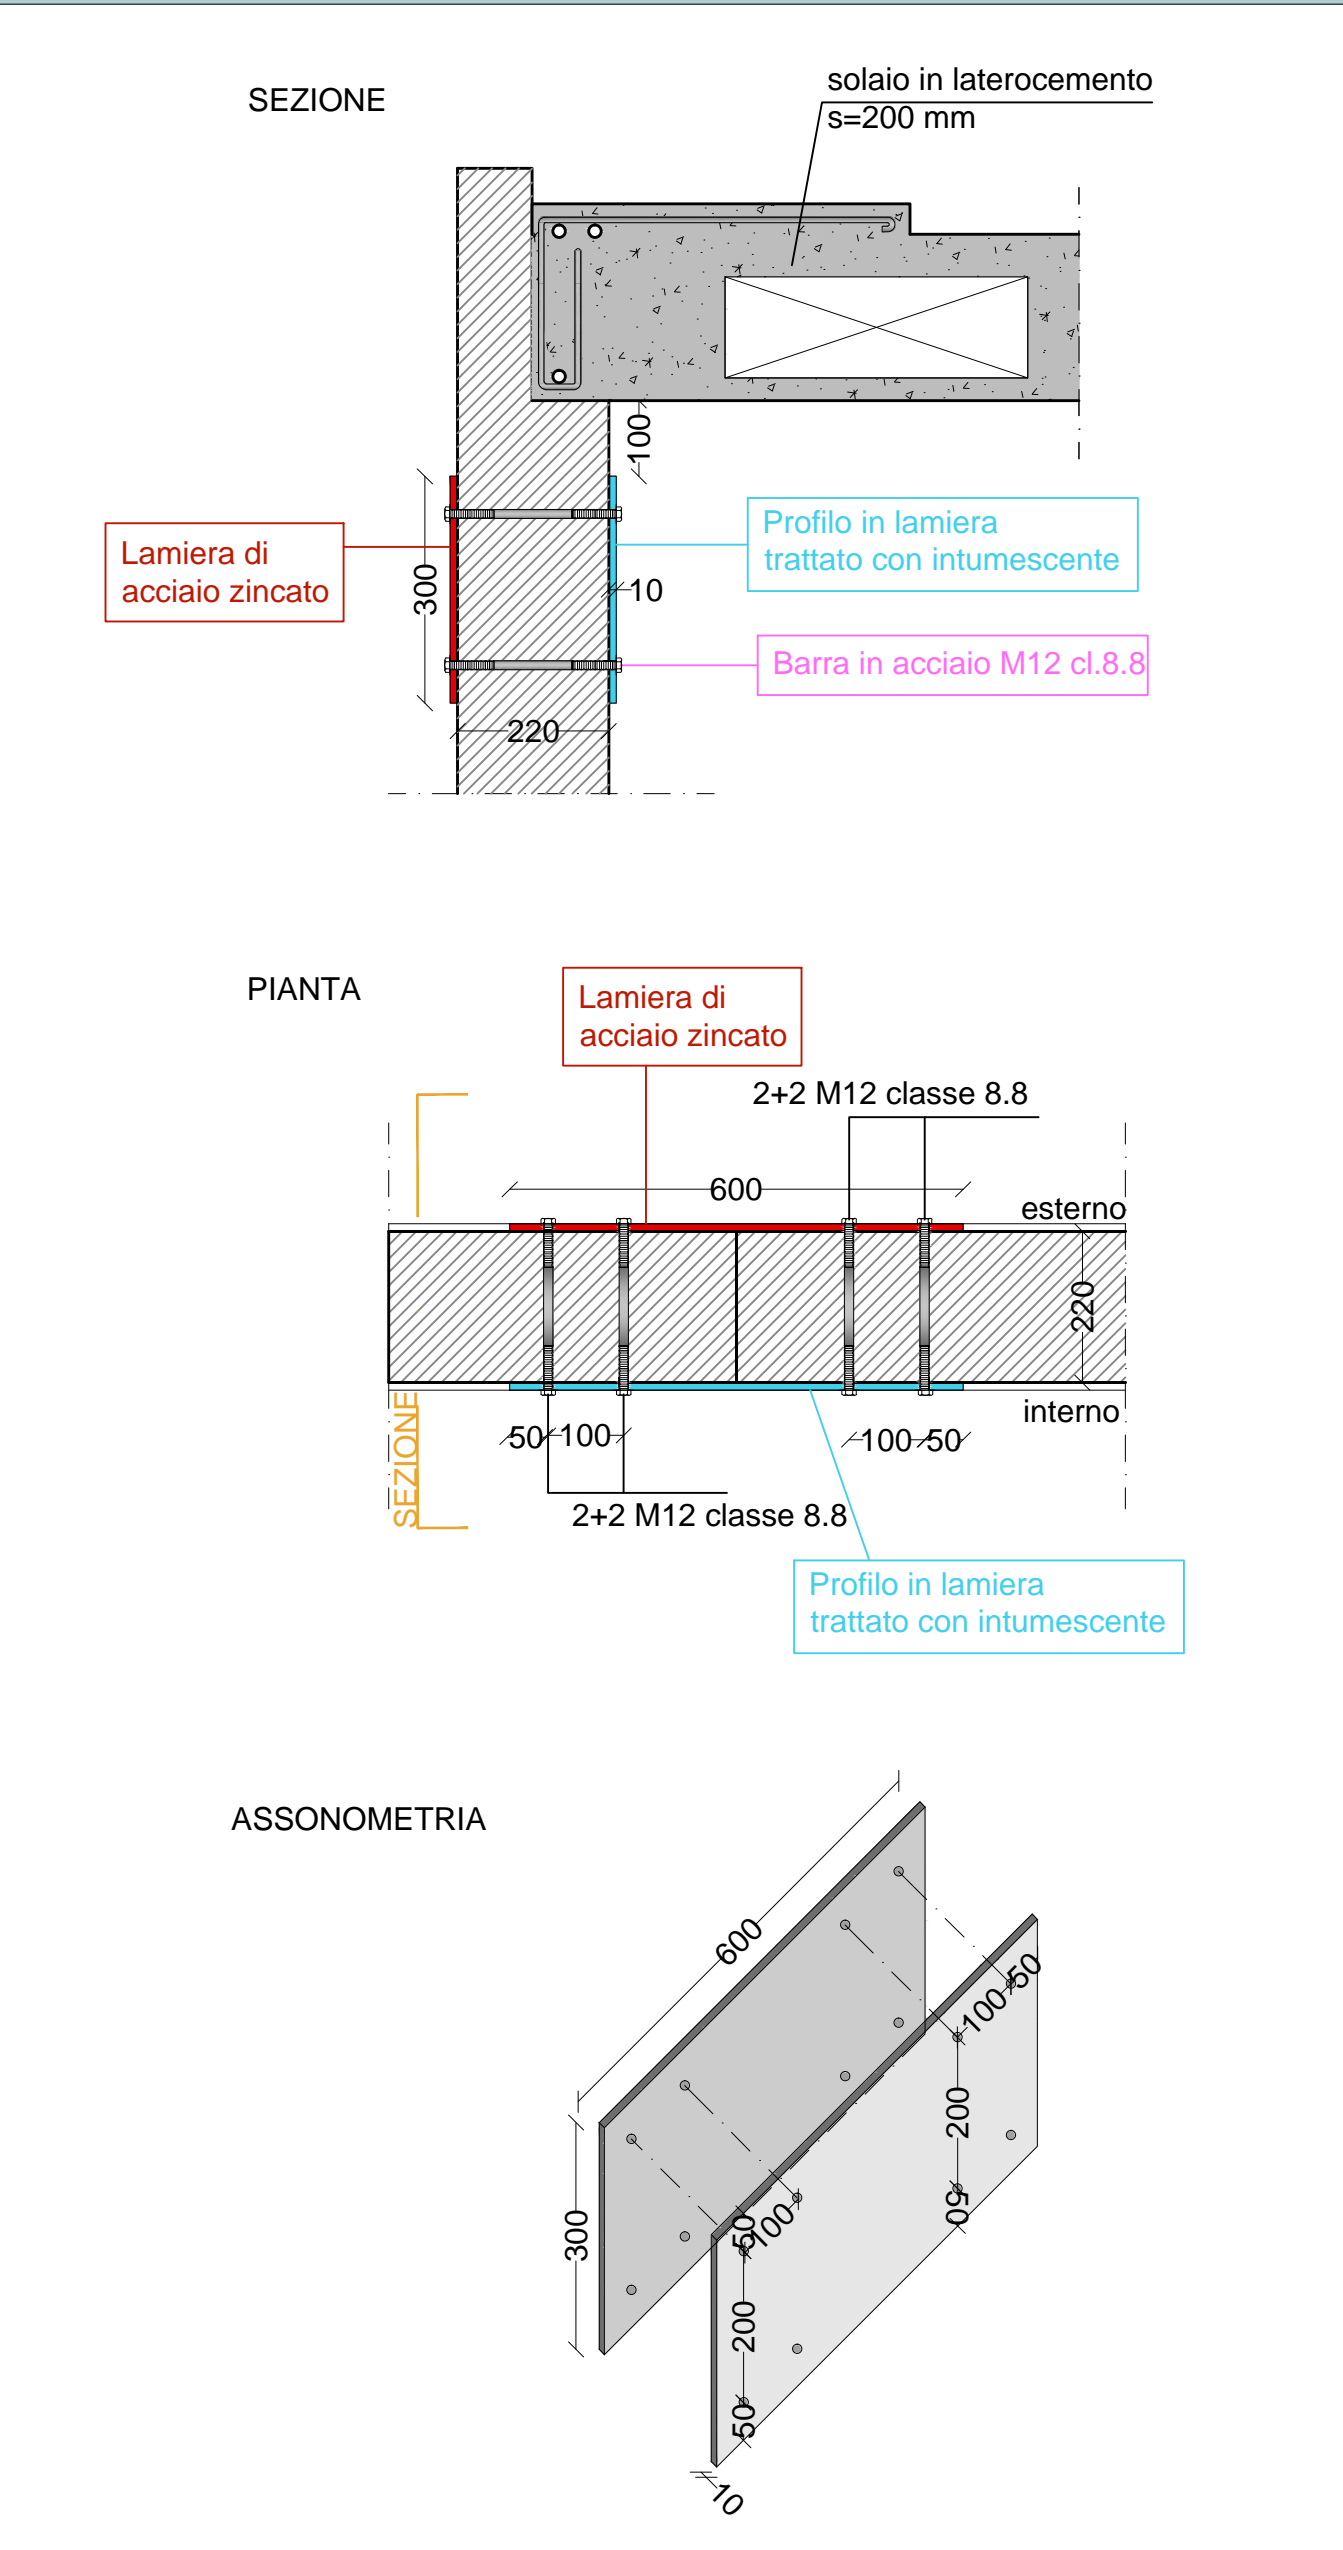 SEZIONE
solaio in laterocemento
s=200 mm
100
Lamiera di
acciaio zincato
300
Profilo in lamiera
trattato con intumescente
10
Barra in acciaio M12 cl.8.8
220
PIANTA
Lamiera di
acciaio zincato
2+2 M12 classe 8.8
600
esterno
220
interno
SEZIONE
50
100
100
50
2+2 M12 classe 8.8
Profilo in lamiera
trattato con intumescente
ASSONOMETRIA
600
50
100
200
50
300
50
100
200
50
10